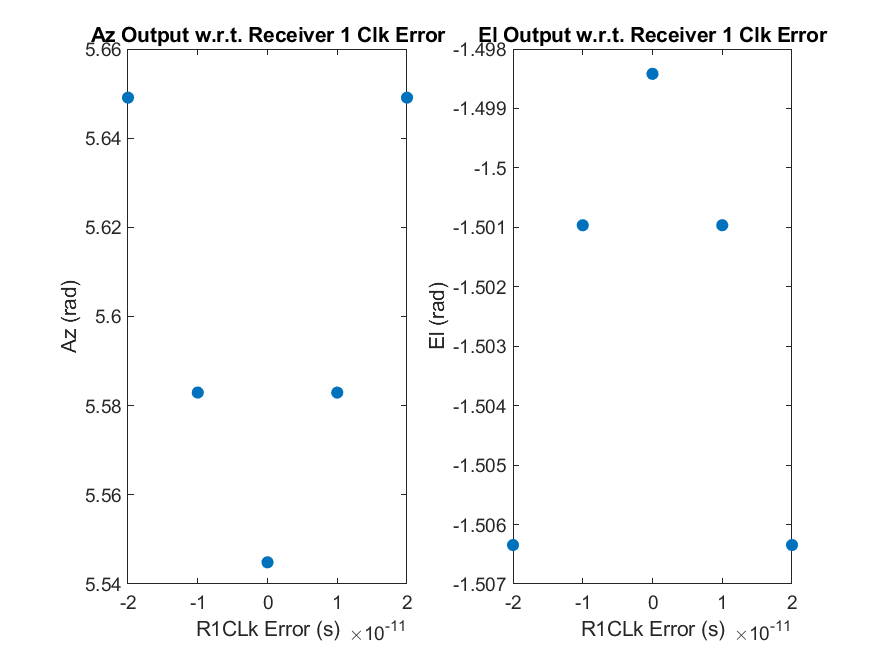 Az Output w.r.t. Receiver 1 Clk Error
5.66
5.64
5.62
5.6
5.58
5.56
5.54
Az (rad)
-2 -1 0 1 2
R1CLk Error (s) ×10-11
El Output w.r.t. Receiver 1 Clk Error
-1.498
-1.499
-1.5
-1.501
-1.502
-1.503
-1.504
-1.505
-1.506
-1.507
El (rad)
-2 -1 0 1 2
R1CLk Error (s) ×10-11